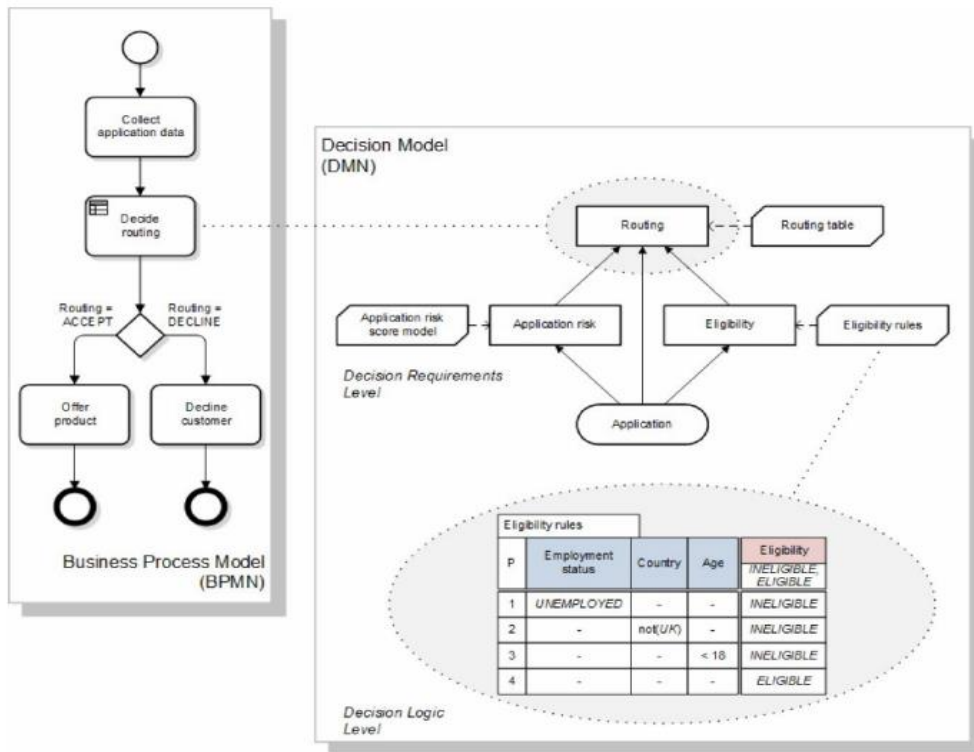 Collect
application data
Decide
routing
Routing =
ACCEPT
Routing =
DECLINE
Offer
product
Decline
customer
Business Process Model
(BPMN)
Decision Model
(DMN)
Routing
Routing table
Application risk
score model
Application risk
Eligibility
Eligibility rules
Decision Requirements
Level
Application
Eligibility rules
P
Employment
status
Country
Age
Eligibility
INELIGIBLE,
ELIGIBLE
1 UNEMPLOYED - - INELIGIBLE
2 - not(UK) - INELIGIBLE
3 - - < 18 INELIGIBLE
4 - - - ELIGIBLE
Decision Logic
Level